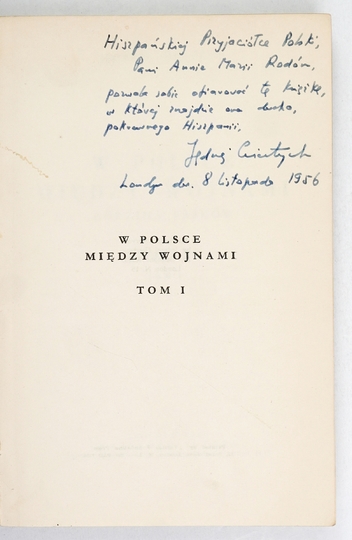 Hiszpańskiej Przyjaciółce Polski,
Pani Annie Marii Rodón,
pozwalam sobie ofiarować tę książkę,
w której znajdzie ona ducha,
pokrewnego Hiszpanii,
Jędrzej Giertych
Londyn dn. 8 listopada 1956
W POLSCE
MIĘDZY WOJNAMI
TOM I